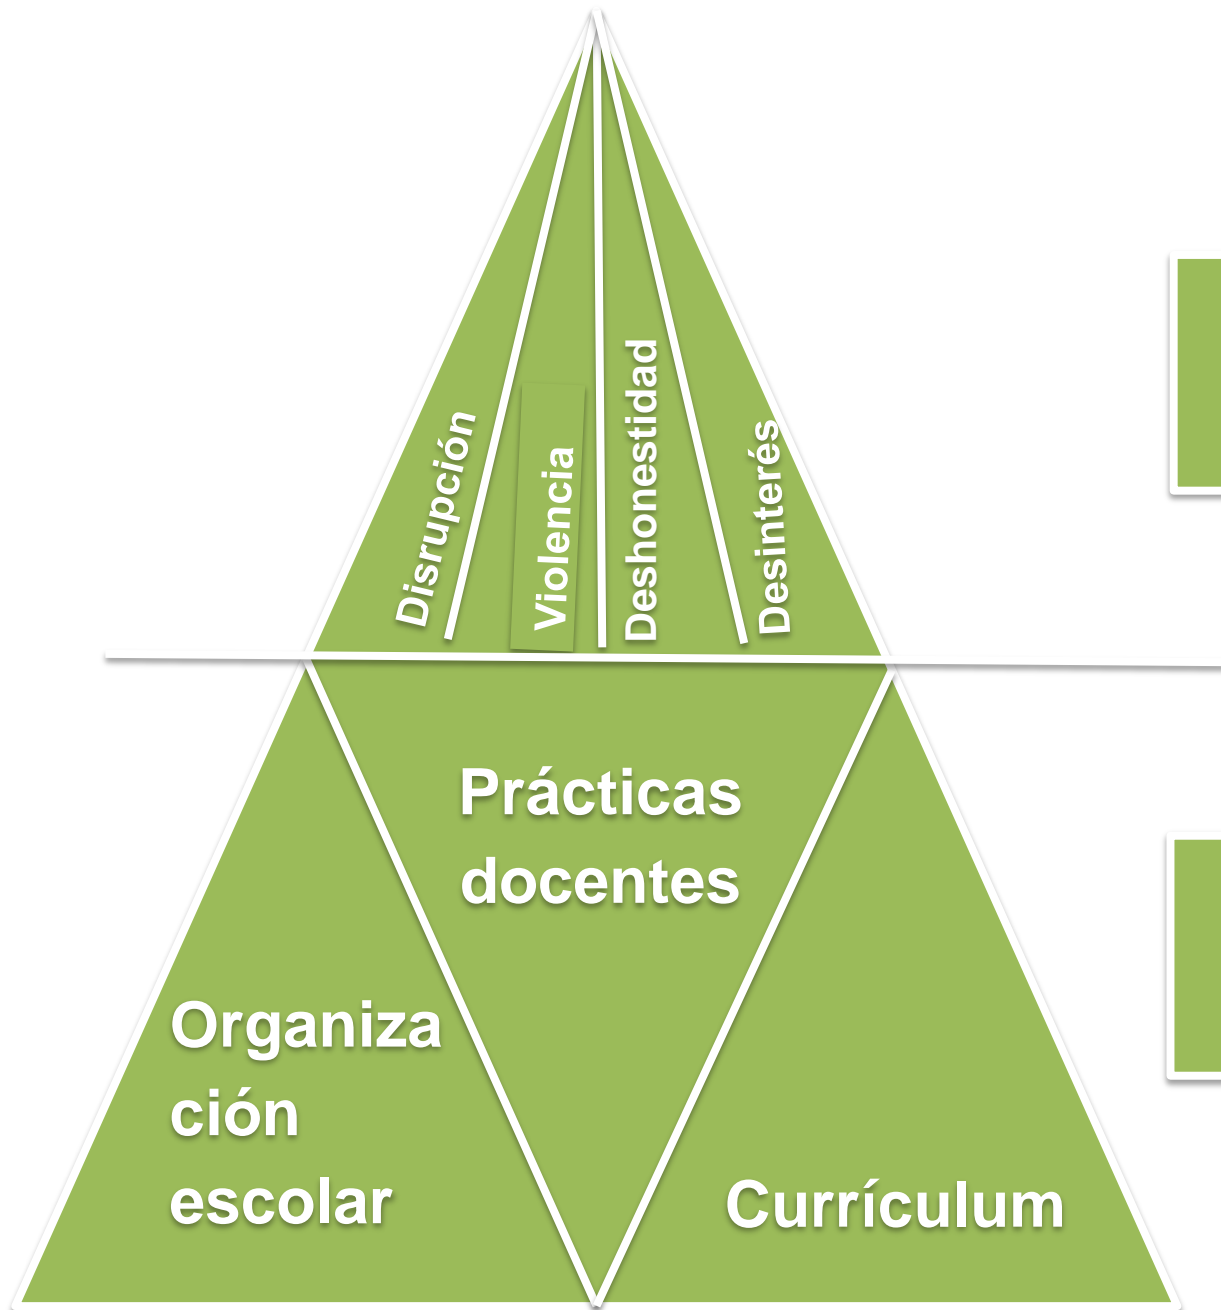 Disrupción
Violencia
Deshonestidad
Desinterés
Prácticas
docentes
Organiza
ción
escolar
Currículum